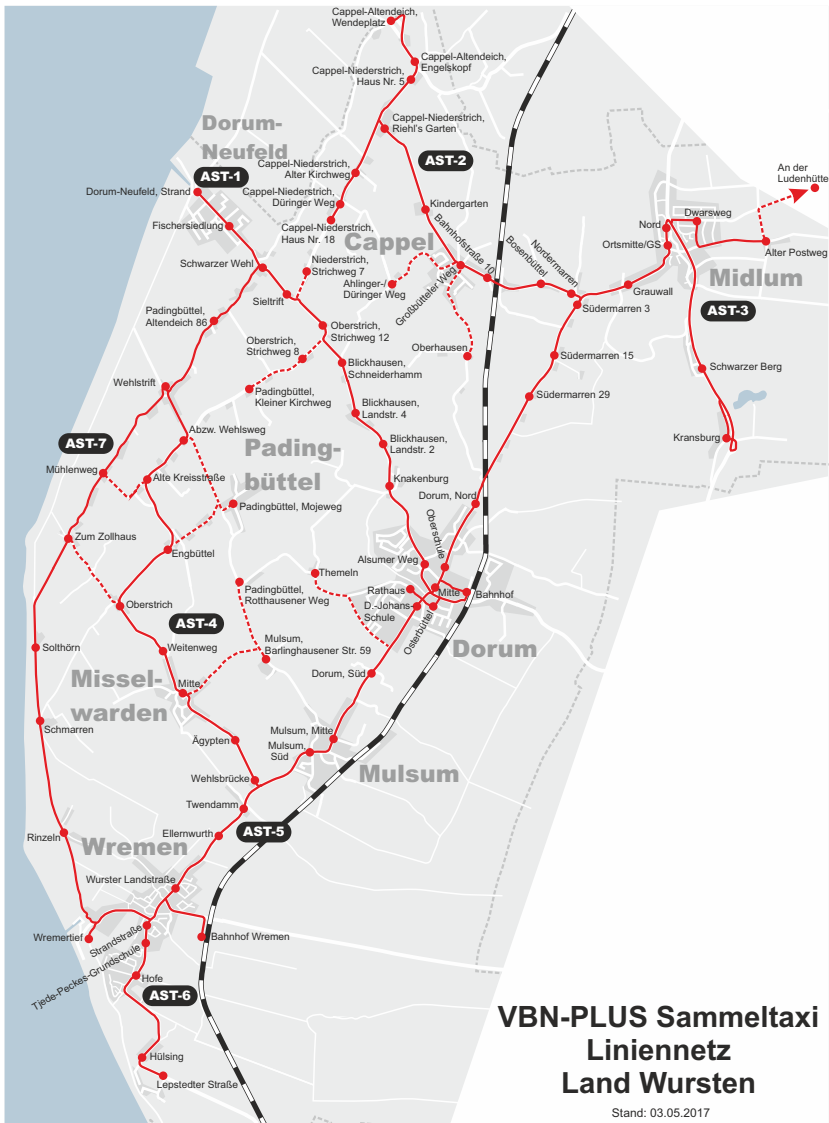 Cappel-Altendeich,
Wendeplatz
Cappel-Altendeich,
Engelskopf
Cappel-Niederstrich,
Haus Nr. 5
Cappel-Niederstrich,
Riehl's Garten
Dorum-
Neufeld
AST-1
AST-2
Cappel-Niederstrich,
Alter Kirchweg
Cappel-Niederstrich,
Düringer Weg
Cappel-Niederstrich,
Haus Nr. 18
Dorum-Neufeld, Strand
Fischersiedlung
Schwarzer Wehl
Kindergarten
Cappel
Bahnhofstraße 10
Großbütteler Weg
Bosenbüttel
Nordermarren
An der
Ludenhütte
Nord
Dwarsweg
Ortsmitte/GS
Alter Postweg
Midlum
Grauwall
AST-3
Südermarren 3
Niederstrich,
Strichweg 7
Ahlinger-/
Düringer Weg
Sieltrift
Padingbüttel,
Altendeich 86
Oberstrich,
Strichweg 12
Oberstrich,
Strichweg 8
Oberhausen
Südermarren 15
Schwarzer Berg
Blickhausen,
Schneiderhamm
Wehlstrift
Padingbüttel,
Kleiner Kirchweg
Südermarren 29
Blickhausen,
Landstr. 4
Abzw. Wehlsweg
Kransburg
AST-7
Blickhausen,
Landstr. 2
Pading-
büttel
Mühlenweg
Alte Kreisstraße
Knakenburg
Dorum, Nord
Padingbüttel, Mojeweg
Zum Zollhaus
Engbüttel
Oberschule
Alsumer Weg
Themeln
Padingbüttel,
Rotthausener Weg
Rathaus
Mitte
Bahnhof
D.-Johans-
Schule
Osterbüttel
Oberstrich
AST-4
Dorum
Solthörn
Weitenweg
Mulsum,
Barlinghausener Str. 59
Dorum, Süd
Missel-
warden
Mitte
Schmarren
Ägypten
Mulsum, Mitte
Mulsum,
Süd
Wehlsbrücke
Mulsum
Twendamm
AST-5
Rinzeln
Ellernwurth
Wremen
Wurster Landstraße
Wremertief
Strandstraße
Bahnhof Wremen
Tjede-Peckes-Grundschule
Hofe
AST-6
Hülsing
Lepstedter Straße
VBN-PLUS Sammeltaxi
Liniennetz
Land Wursten
Stand: 03.05.2017